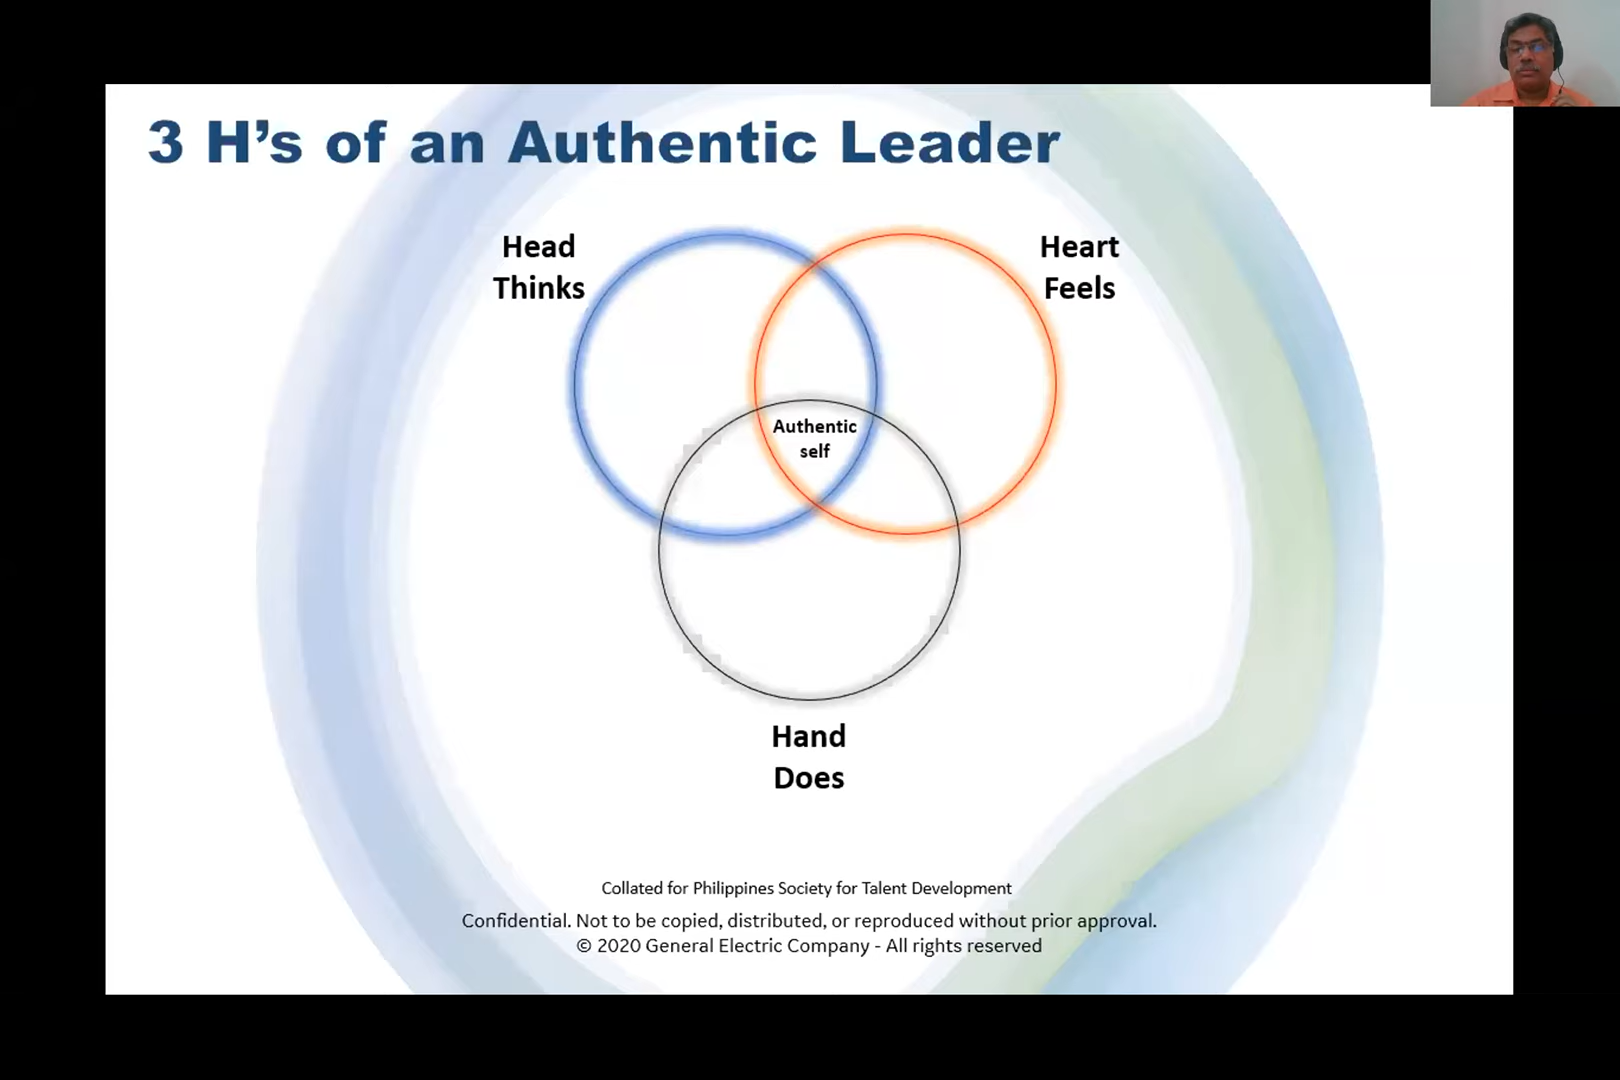 3 H’s of an Authentic Leader
Head
Thinks
Heart
Feels
Authentic
self
Hand
Does
Collated for Philippines Society for Talent Development
Confidential. Not to be copied, distributed, or reproduced without prior approval.
© 2020 General Electric Company - All rights reserved